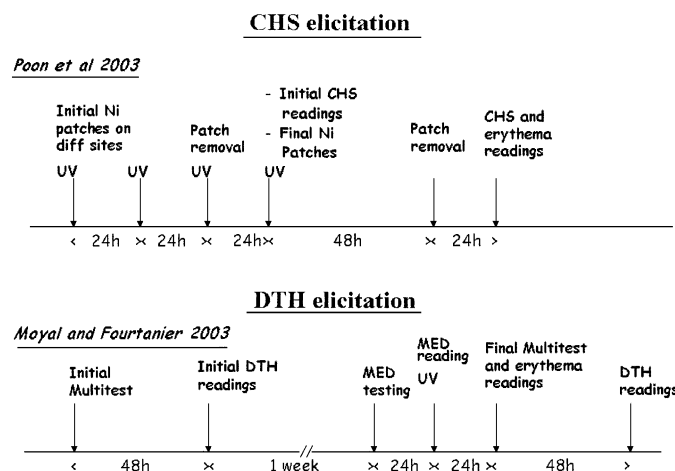 CHS elicitation
Poon et al 2003
Initial Ni
patches on
diff sites
UV
UV
Patch
removal
UV
- Initial CHS
readings
- Final Ni
Patches
UV
Patch
removal
CHS and
erythema
readings
< 24h >< 24h >< 24h >< 48h >< 24h >
DTH elicitation
Moyal and Fourtanier 2003
Initial
Multitest
Initial DTH
readings
MED
testing
MED
reading
UV
Final Multitest
and erythema
readings
DTH
readings
< 48h >< 1 week // >< 24h >< 24h >< 48h >